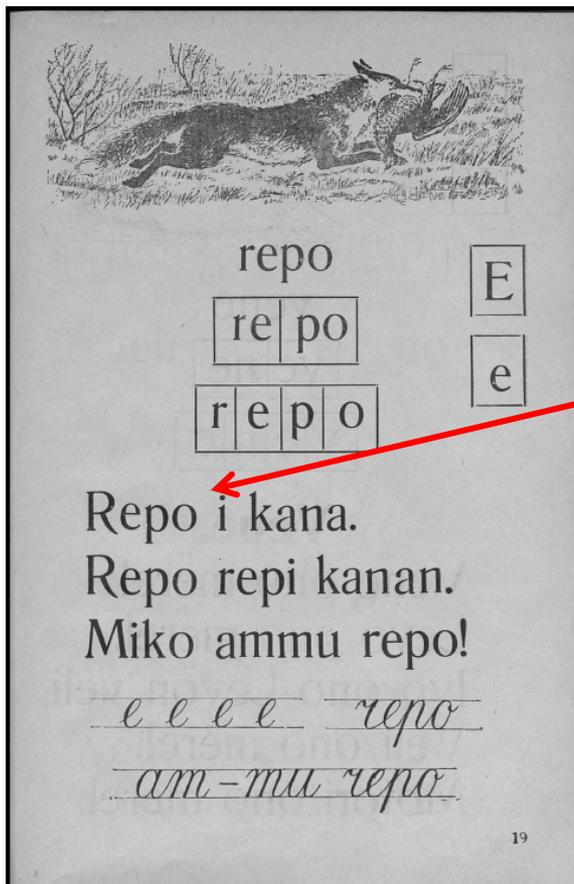 repo
E
re po
e
r e p o
Repo i kana.
Repo repi kanan.
Miko ammu repo!
e e e e repo
am-mu repo
19